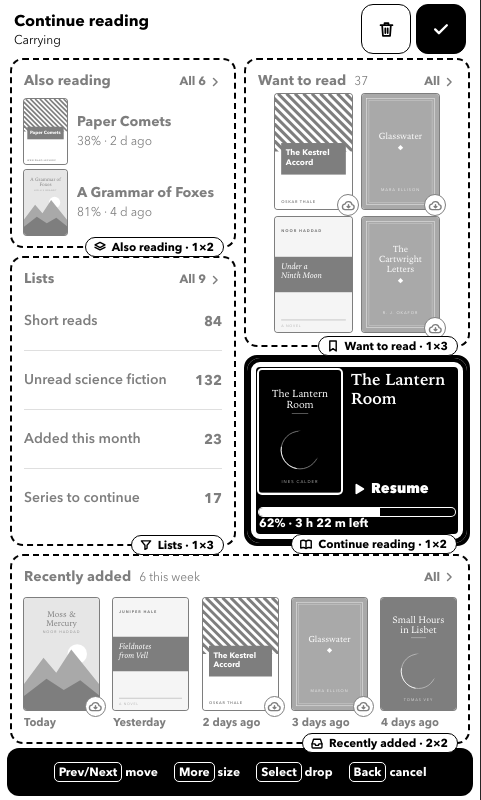 Continue reading
Carrying
Also reading
All 6
Paper Comets
Paper Comets
38% · 2 d ago
A Grammar of
Foxes
A Grammar of Foxes
81% · 4 d ago
Also reading · 1×2
Want to read 37
All
The Kestrel
Accord
OSKAR THALE
Glasswater
MARA ELLISON
NOOR HADDAD
Under a
Ninth Moon
A NOVEL
The
Cartwright
Letters
Want to read · 1×3
Lists
All 9
Short reads 84
Unread science fiction 132
Added this month 23
Series to continue 17
Lists · 1×3
The Lantern
Room
INES CALDER
The Lantern
Room
Resume
62% · 3 h 22 m left
Continue reading · 1×2
Recently added 6 this week
All
Moss &
Mercury
NOOR HADDAD
Today
JUNIPER HALE
Fieldnotes
from Vell
A NOVEL
Yesterday
The Kestrel
Accord
OSKAR THALE
2 days ago
Glasswater
MARA ELLISON
3 days ago
Small Hours
in Lisbet
TOMAS VEY
4 days ago
Recently added · 2×2
Prev/Next move More size Select drop Back cancel